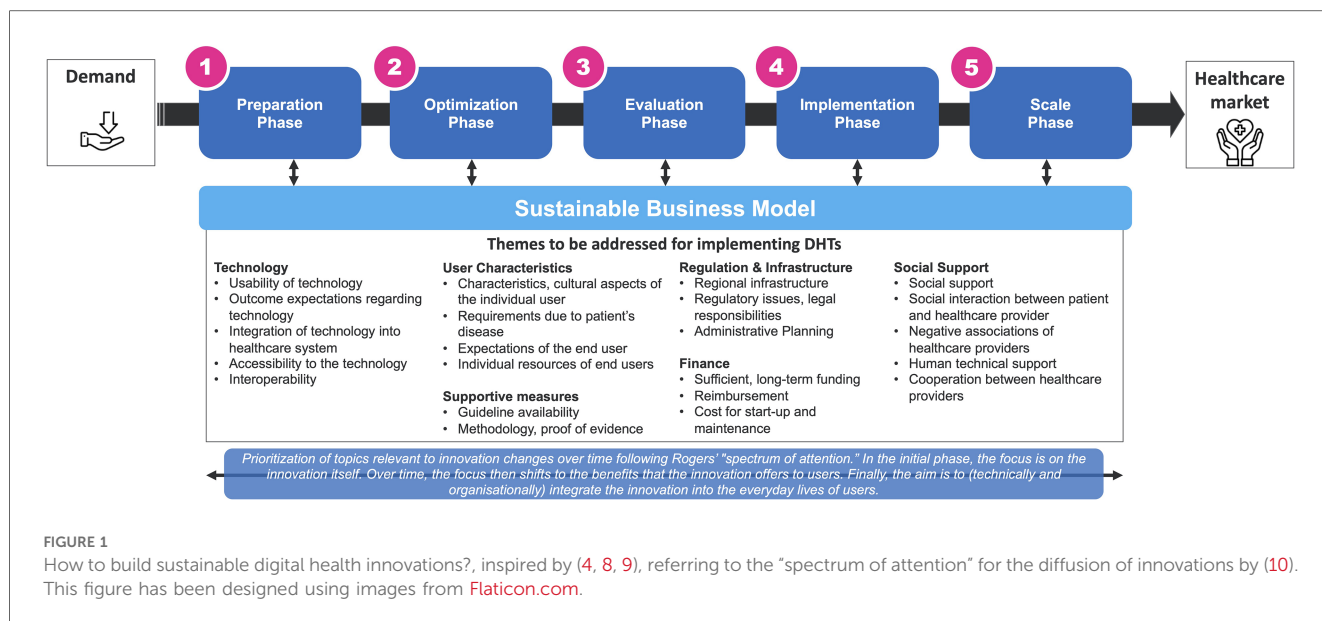 Demand
1
Preparation
Phase
2
Optimization
Phase
3
Evaluation
Phase
4
Implementation
Phase
5
Scale
Phase
Healthcare
market
Sustainable Business Model
Themes to be addressed for implementing DHTs
Technology
• Usability of technology
• Outcome expectations regarding
technology
• Integration of technology into
healthcare system
• Accessibility to the technology
• Interoperability
User Characteristics
• Characteristics, cultural aspects of
the individual user
• Requirements due to patient's
disease
• Expectations of the end user
• Individual resources of end users
Supportive measures
• Guideline availability
• Methodology, proof of evidence
Regulation & Infrastructure
• Regional infrastructure
• Regulatory issues, legal
responsibilities
• Administrative Planning
Finance
• Sufficient, long-term funding
• Reimbursement
• Cost for start-up and
maintenance
Social Support
• Social support
• Social interaction between patient
and healthcare provider
• Negative associations of
healthcare providers
• Human technical support
• Cooperation between healthcare
providers
Prioritization of topics relevant to innovation changes over time following Rogers' "spectrum of attention." In the initial phase, the focus is on the
innovation itself. Over time, the focus then shifts to the benefits that the innovation offers to users. Finally, the aim is to (technically and
organisationally) integrate the innovation into the everyday lives of users.
FIGURE 1
How to build sustainable digital health innovations?, inspired by (4, 8, 9), referring to the "spectrum of attention" for the diffusion of innovations by (10).
This figure has been designed using images from Flaticon.com.